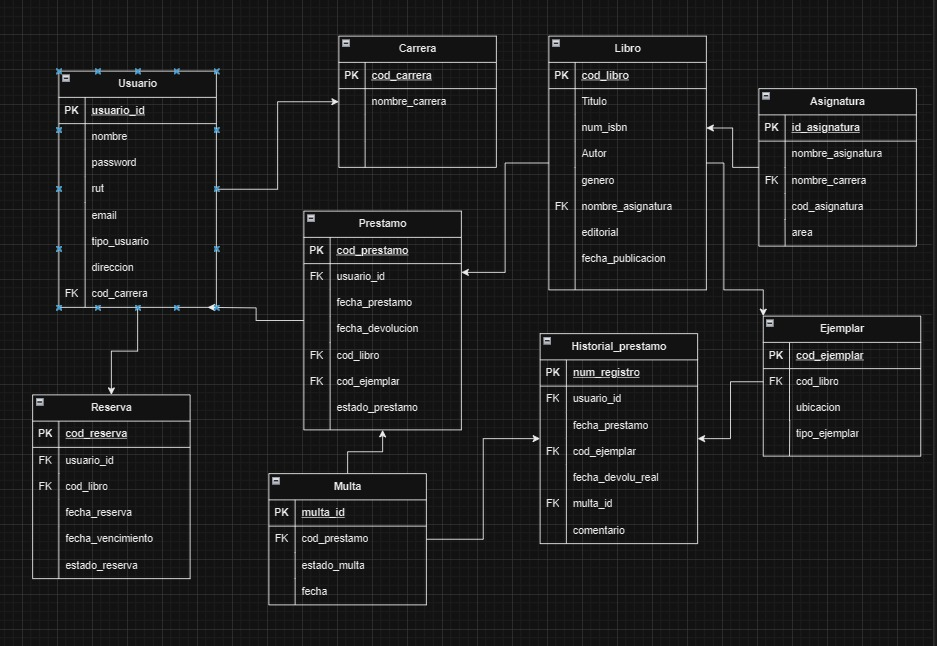 Usuario
PK usuario_id
nombre
password
rut
email
tipo_usuario
direccion
FK cod_carrera
Carrera
PK cod_carrera
nombre_carrera
Libro
PK cod_libro
Titulo
num_isbn
Autor
genero
FK nombre_asignatura
editorial
fecha_publicacion
Asignatura
PK id_asignatura
nombre_asignatura
FK nombre_carrera
cod_asignatura
area
Prestamo
PK cod_prestamo
FK usuario_id
fecha_prestamo
fecha_devolucion
FK cod_libro
FK cod_ejemplar
estado_prestamo
Historial_prestamo
PK num_registro
FK usuario_id
fecha_prestamo
FK cod_ejemplar
fecha_devolu_real
FK multa_id
comentario
Ejemplar
PK cod_ejemplar
FK cod_libro
ubicacion
tipo_ejemplar
Reserva
PK cod_reserva
FK usuario_id
FK cod_libro
fecha_reserva
fecha_vencimiento
estado_reserva
Multa
PK multa_id
FK cod_prestamo
estado_multa
fecha